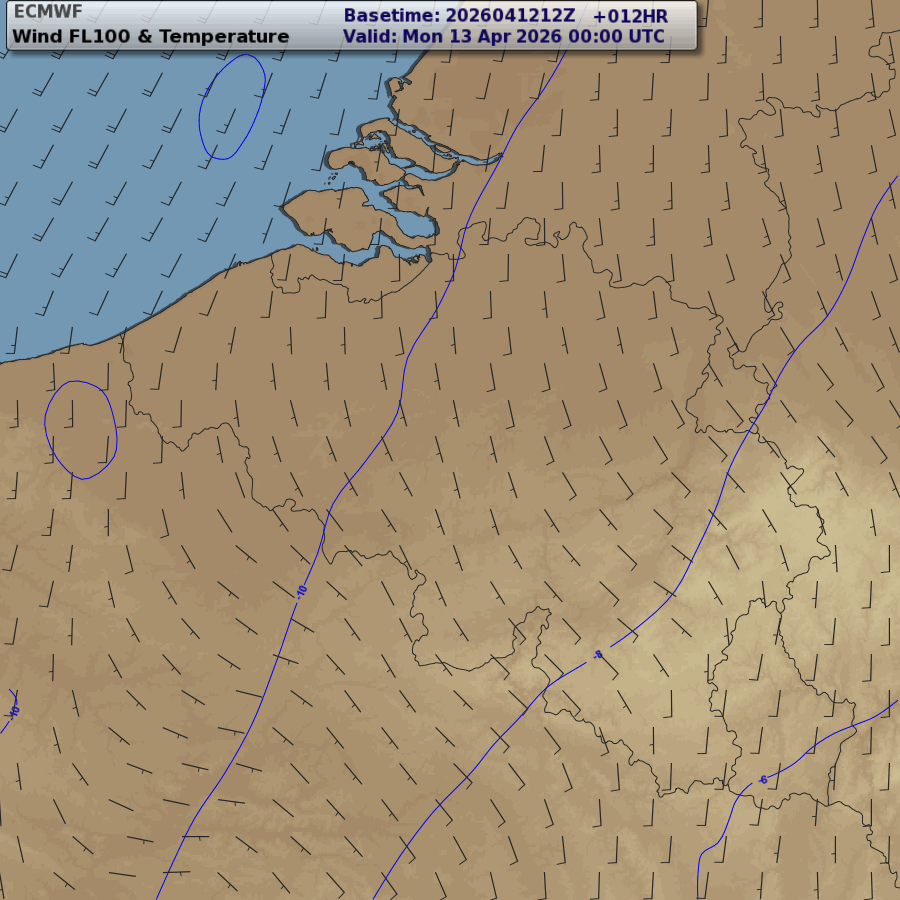 ECMWF
Basetime: 2026041212Z +012HR
Wind FL100 & Temperature
Valid: Mon 13 Apr 2026 00:00 UTC
-10
-8
-10
-6